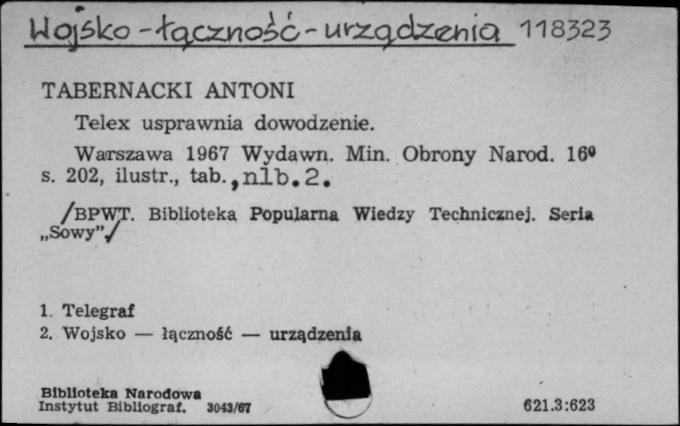 Wojsko - łączność - urządzenia 118323
TABERNACKI ANTONI
Telex usprawnia dowodzenie.
Warszawa 1967 Wydawn. Min. Obrony Narod. 16⁰
s. 202, ilustr., tab., nlb. 2.
/BPWT. Biblioteka Popularna Wiedzy Technicznej. Seria
„Sowy”/
1. Telegraf
2. Wojsko — łączność — urządzenia
Biblioteka Narodowa
Instytut Bibliograf. 3043/67 621.3:623